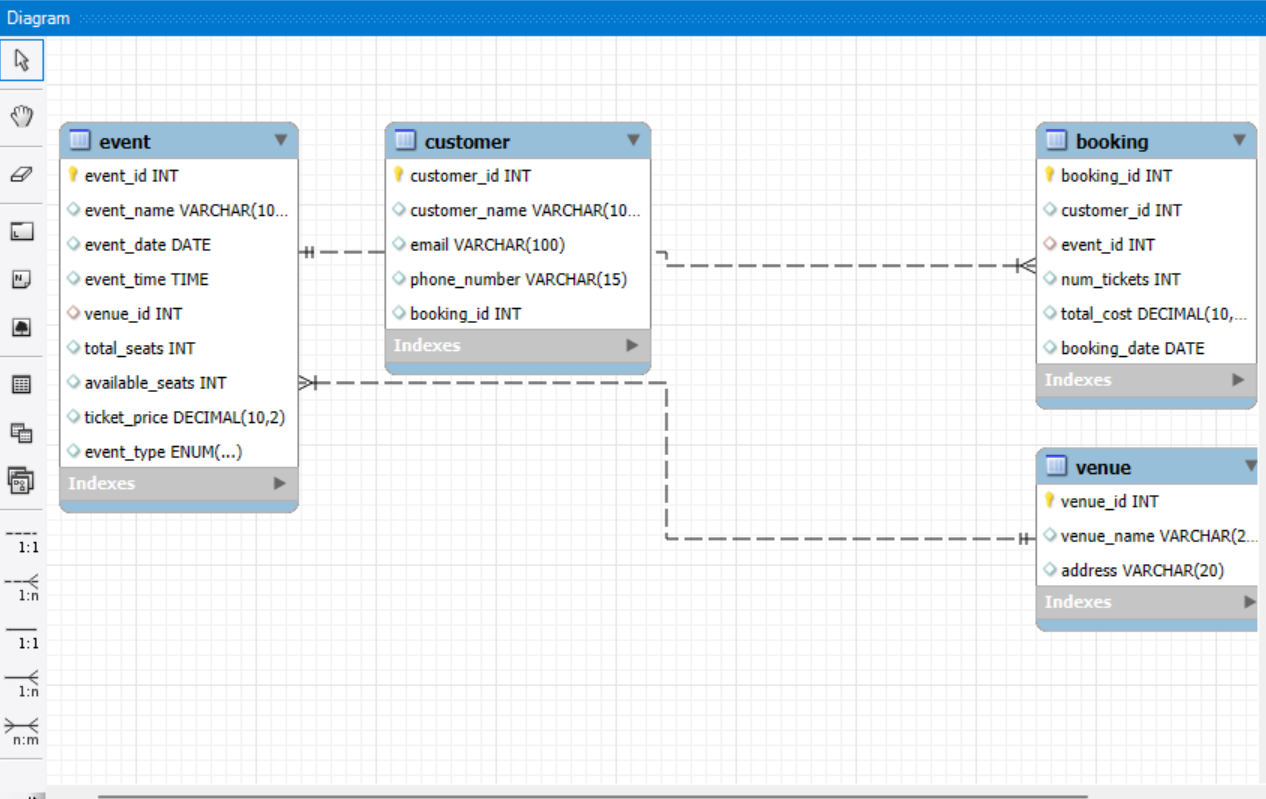 Diagram
event
event_id INT
event_name VARCHAR(10...
event_date DATE
event_time TIME
venue_id INT
total_seats INT
available_seats INT
ticket_price DECIMAL(10,2)
event_type ENUM(...)
Indexes
customer
customer_id INT
customer_name VARCHAR(10...
email VARCHAR(100)
phone_number VARCHAR(15)
booking_id INT
Indexes
booking
booking_id INT
customer_id INT
event_id INT
num_tickets INT
total_cost DECIMAL(10,...
booking_date DATE
Indexes
venue
venue_id INT
venue_name VARCHAR(2...
address VARCHAR(20)
Indexes
1:1
1:n
1:1
1:n
n:m